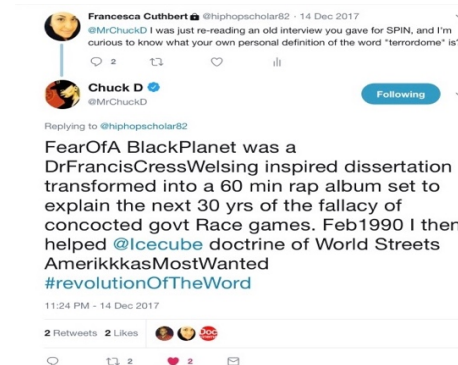 Francesca Cuthbert @hiphopscholar82 · 14 Dec 2017
@MrChuckD I was just re-reading an old interview you gave for SPIN, and I'm
curious to know what your own personal definition of the word "terrordome" is
2
Chuck D
@MrChuckD
Following
Replying to @hiphopscholar82
FearOfA BlackPlanet was a
DrFrancisCressWelsing inspired dissertation
transformed into a 60 min rap album set to
explain the next 30 yrs of the fallacy of
concocted govt Race games. Feb1990 I then
helped @Icecube doctrine of World Streets
AmerikkkasMostWanted
#revolutionOfTheWord
11:24 PM - 14 Dec 2017
2 Retweets 2 Likes
2 2